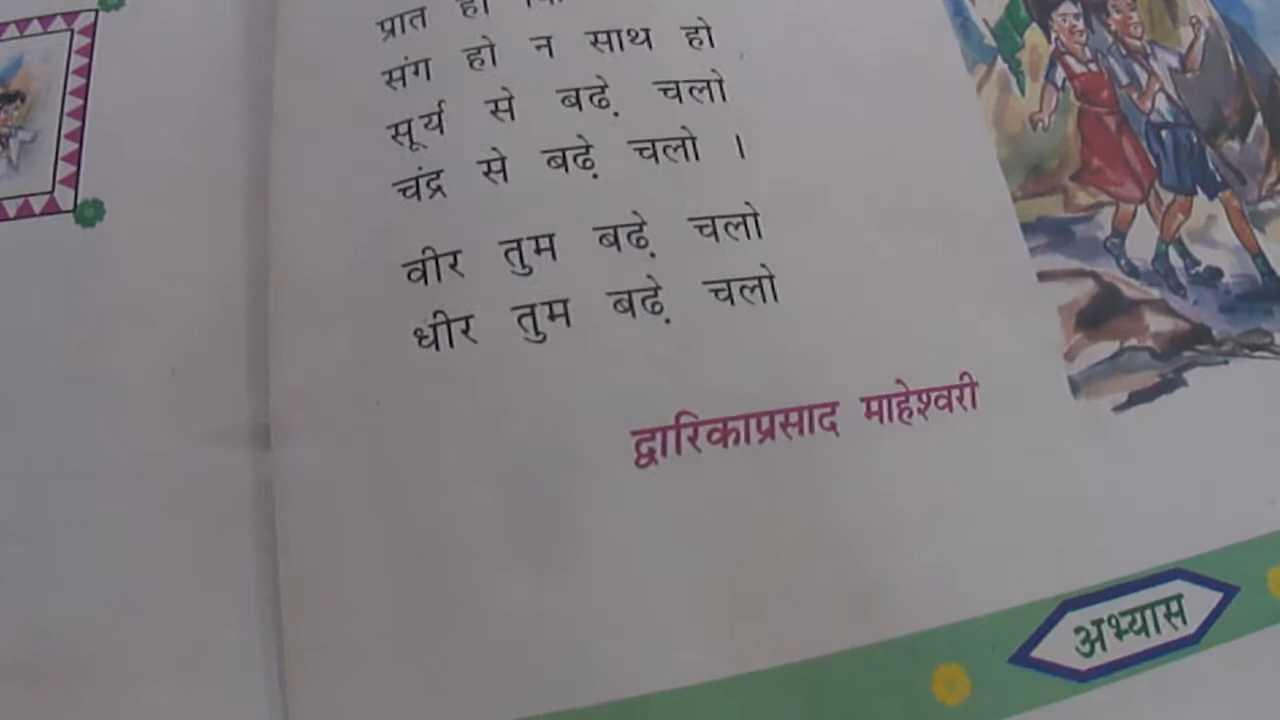 प्रात हो
संग हो न साथ हो
सूर्य से बढ़े चलो
चंद्र से बढ़े चलो ।
वीर तुम बढ़े चलो
धीर तुम बढ़े चलो
द्वारिकाप्रसाद माहेश्वरी
अभ्यास